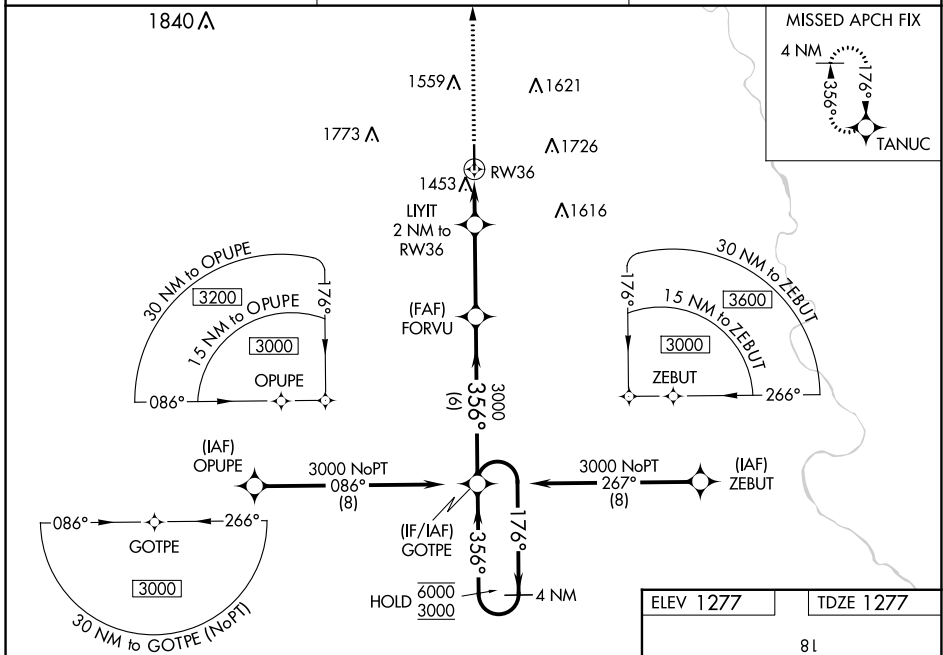 1840
MISSED APCH FIX
4 NM
356°
176°
TANUC
1559
1621
1773
1726
RW36
1453
LIYIT
2 NM to
RW36
1616
30 NM to OPUPE
3200
176°
15 NM to OPUPE
3000
OPUPE
086°
(FAF)
FORVU
30 NM to ZEBUT
3600
176°
15 NM to ZEBUT
3000
ZEBUT
266°
3000
356°
(6)
(IAF)
OPUPE
3000 NoPT
086°
(8)
3000 NoPT
267°
(8)
(IAF)
ZEBUT
(IF/IAF)
GOTPE
356°
176°
086°
266°
GOTPE
3000
30 NM to GOTPE (NoPT)
HOLD
6000
3000
4 NM
ELEV 1277
TDZE 1277
18